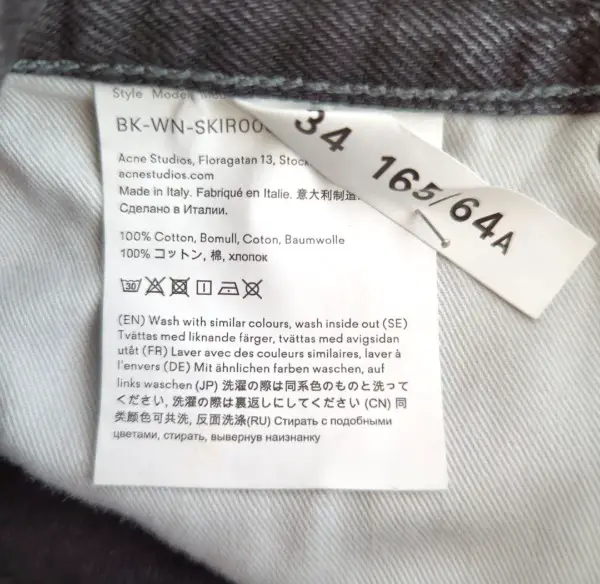 Style Model
BK-WN-SKIR00
34 165/64A
Acne Studios, Floragatan 13,
acnestudios.com
Made in Italy. Fabriqué en Italie. 意大利制造.
Сделано в Италии.
100% Cotton, Bomull, Coton, Baumwolle
100% コットン, 棉, хлопок
30
(EN) Wash with similar colours, wash inside out (SE)
Tvättas med liknande färger, tvättas med avigsidan
utåt (FR) Laver avec des couleurs similaires, laver à
l'envers (DE) Mit ähnlichen farben waschen, auf
links waschen (JP) 洗濯の際は同系色のものと洗って
ください, 洗濯の際は裏返しにしてください (CN) 同
类颜色可共洗, 反面洗涤(RU) Стирать с подобными
цветами, стирать, вывернув наизнанку